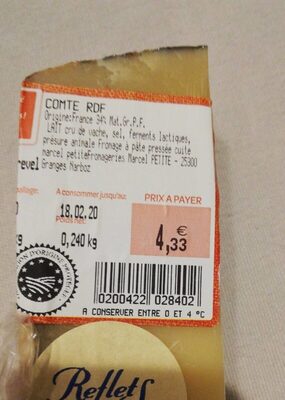 COMTE RDF
Origine:France 34% Mat.Gr.P.F.
LAIT cru de vache, sel, ferments lactiques,
présure animale Fromage à pâte pressée cuite
marcel petitefromageries Marcel PETITE - 25300
Granges Narboz
A consommer jusqu'au:
PRIX A PAYER
18.02.20
Poids net:
0,240 kg
€
4,33
0200422 028402
A CONSERVER ENTRE 0 ET 4 °C
Reflets